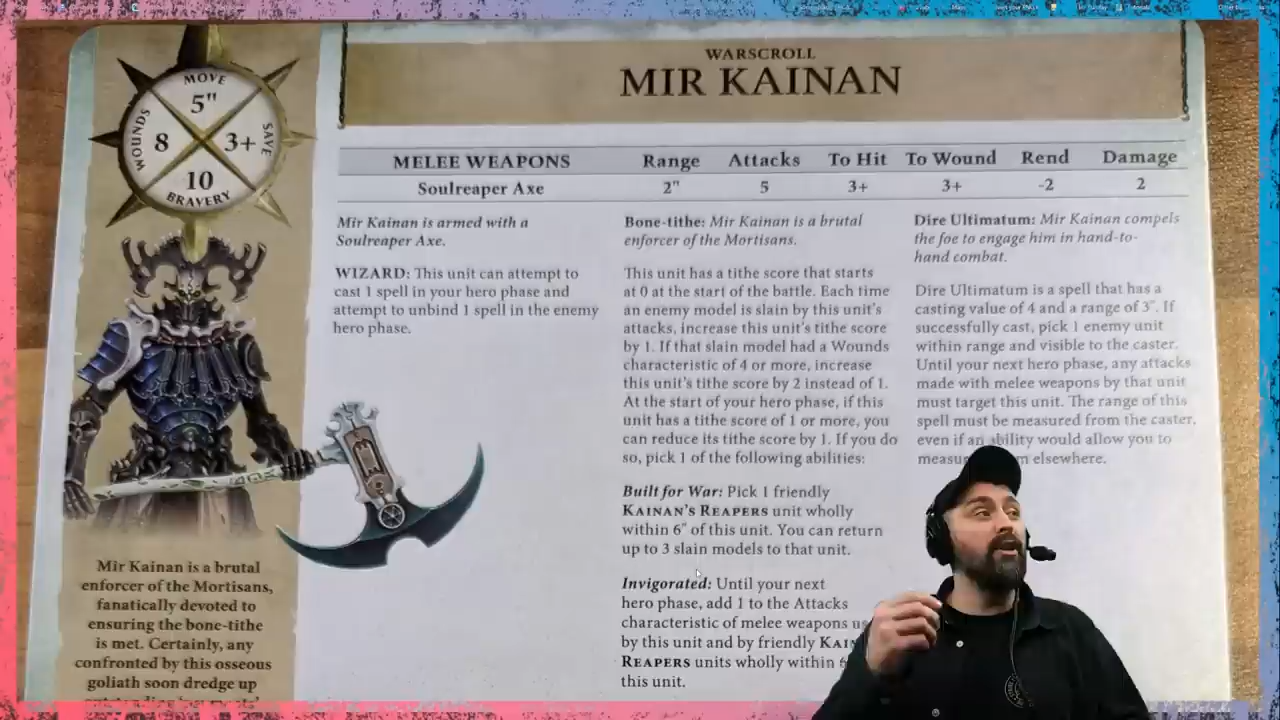 MOVE
5"
WOUNDS
8
3+
SAVE
10
BRAVERY
WARSCROLL
MIR KAINAN
MELEE WEAPONS Range Attacks To Hit To Wound Rend Damage
Soulreaper Axe 2" 5 3+ 3+ -2 2
Mir Kainan is armed with a
Soulreaper Axe.
WIZARD: This unit can attempt to
cast 1 spell in your hero phase and
attempt to unbind 1 spell in the enemy
hero phase.
Bone-tithe: Mir Kainan is a brutal
enforcer of the Mortisans.
This unit has a tithe score that starts
at 0 at the start of the battle. Each time
an enemy model is slain by this unit's
attacks, increase this unit's tithe score
by 1. If that slain model had a Wounds
characteristic of 4 or more, increase
this unit's tithe score by 2 instead of 1.
At the start of your hero phase, if this
unit has a tithe score of 1 or more, you
can reduce its tithe score by 1. If you do
so, pick 1 of the following abilities:
Built for War: Pick 1 friendly
KAINAN'S REAPERS unit wholly
within 6" of this unit. You can return
up to 3 slain models to that unit.
Invigorated: Until your next
hero phase, add 1 to the Attacks
characteristic of melee weapons
by this unit and by friendly
REAPERS units wholly within
this unit.
Dire Ultimatum: Mir Kainan compels
the foe to engage him in hand-to-
hand combat.
Dire Ultimatum is a spell that has a
casting value of 4 and a range of 3". If
successfully cast, pick 1 enemy unit
within range and visible to the caster.
Until your next hero phase, any attacks
made with melee weapons by that unit
must target this unit. The range of this
spell must be measured from the caster,
even if an ability would allow you to
elsewhere.
Mir Kainan is a brutal
enforcer of the Mortisans,
fanatically devoted to
ensuring the bone-tithe
is met. Certainly, any
confronted by this osseous
goliath soon dredge up